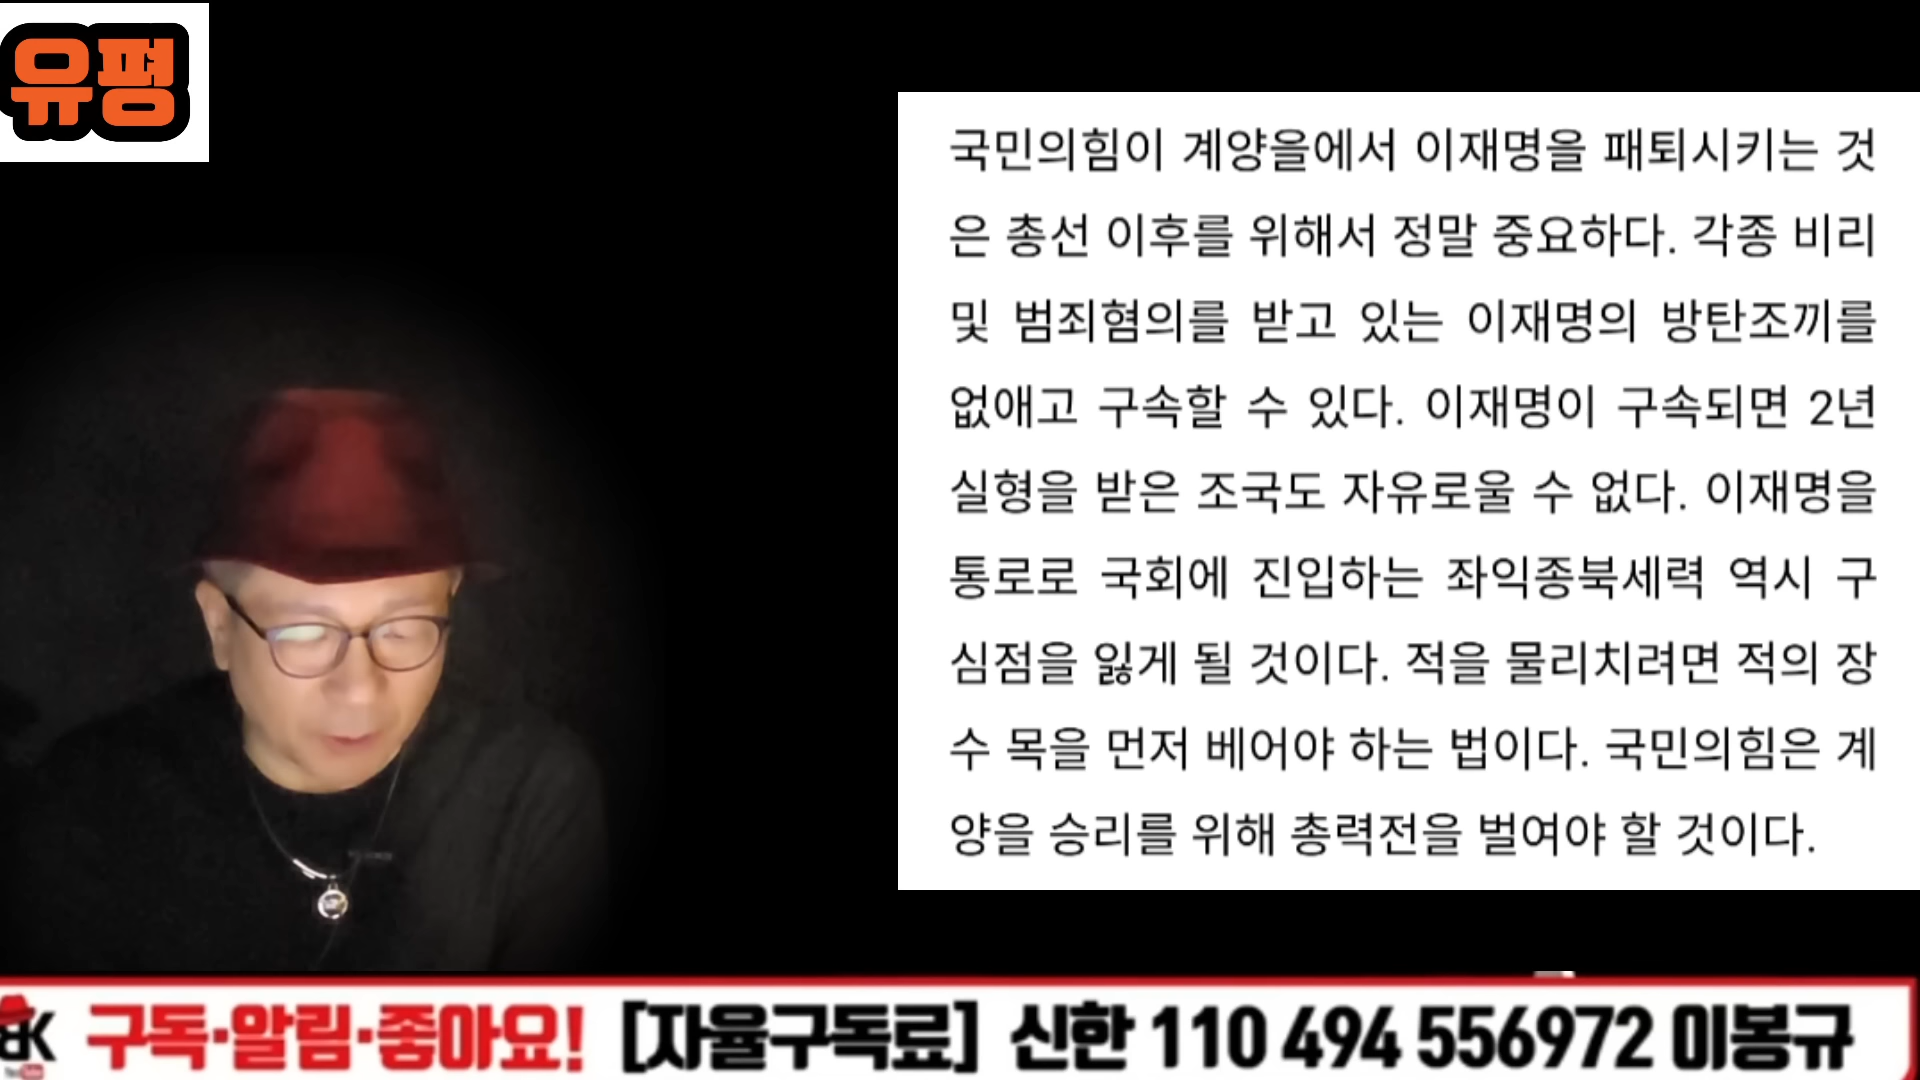 유평
국민의힘이 계양을에서 이재명을 패퇴시키는 것
은 총선 이후를 위해서 정말 중요하다. 각종 비리
및 범죄혐의를 받고 있는 이재명의 방탄조끼를
없애고 구속할 수 있다. 이재명이 구속되면 2년
실형을 받은 조국도 자유로울 수 없다. 이재명을
통로로 국회에 진입하는 좌익종북세력 역시 구
심점을 잃게 될 것이다. 적을 물리치려면 적의 장
수 목을 먼저 베어야 하는 법이다. 국민의힘은 계
양을 승리를 위해 총력전을 벌여야 할 것이다.
구독·알림·좋아요! [자율구독료] 신한 110 494 556972 이봉규